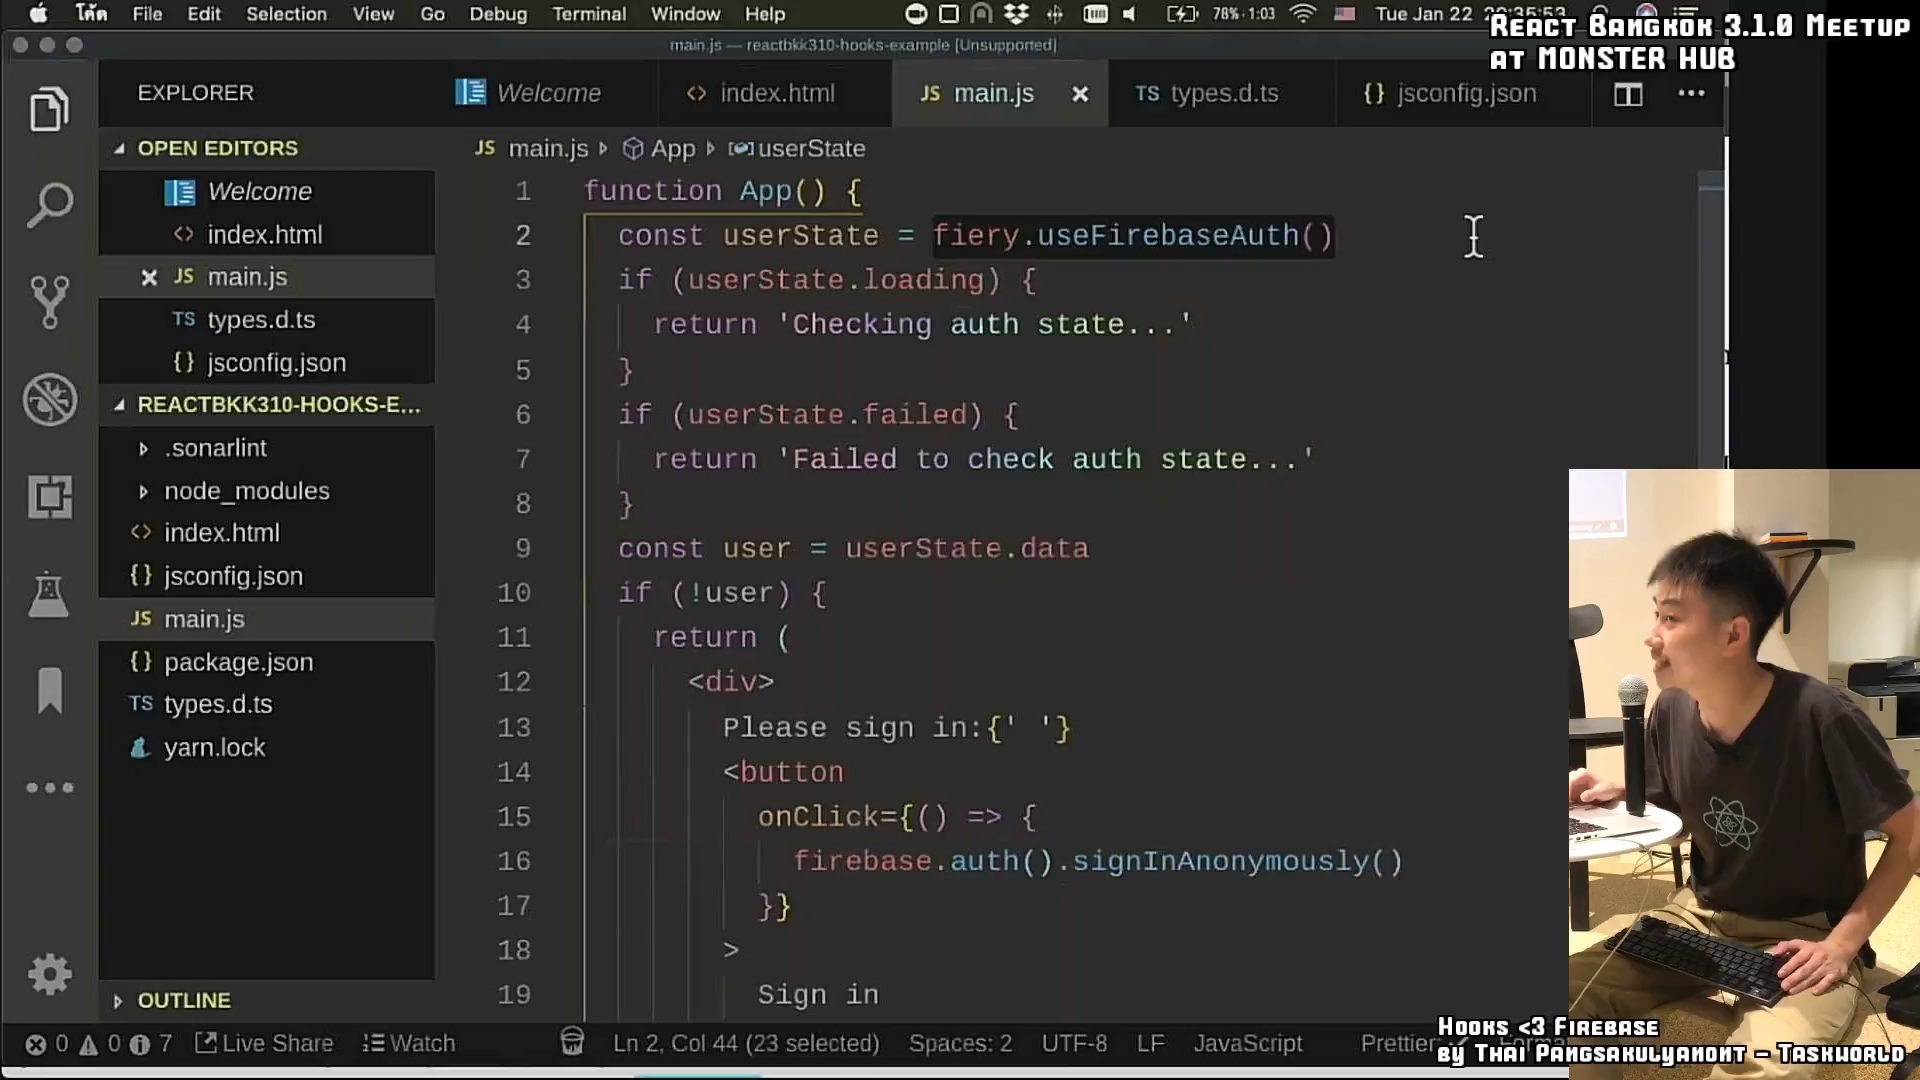 โค้ด File Edit Selection View Go Debug Terminal Window Help 78% · 1:03 Tue Jan 22
React Bangkok 3.1.0 Meetup
at MONSTER HUB
main.js — reactbkk310-hooks-example [Unsupported]
EXPLORER
Welcome
<> index.html
JS main.js
TS types.d.ts
{} jsconfig.json
OPEN EDITORS
Welcome
<> index.html
JS main.js
TS types.d.ts
{} jsconfig.json
REACTBKK310-HOOKS-E...
.sonarlint
node_modules
<> index.html
{} jsconfig.json
JS main.js
{} package.json
TS types.d.ts
yarn.lock
OUTLINE
JS main.js App userState
1 function App() {
2 const userState = fiery.useFirebaseAuth()
3 if (userState.loading) {
4 return 'Checking auth state...'
5 }
6 if (userState.failed) {
7 return 'Failed to check auth state...'
8 }
9 const user = userState.data
10 if (!user) {
11 return (
12 <div>
13 Please sign in:{' '}
14 <button
15 onClick={() => {
16 firebase.auth().signInAnonymously()
17 }}
18 >
19 Sign in
0 0 7 Live Share Watch Ln 2, Col 44 (23 selected) Spaces: 2 UTF-8 LF JavaScript Prettier
Hooks <3 Firebase
by Thai Pangsakulyanont – Taskworld